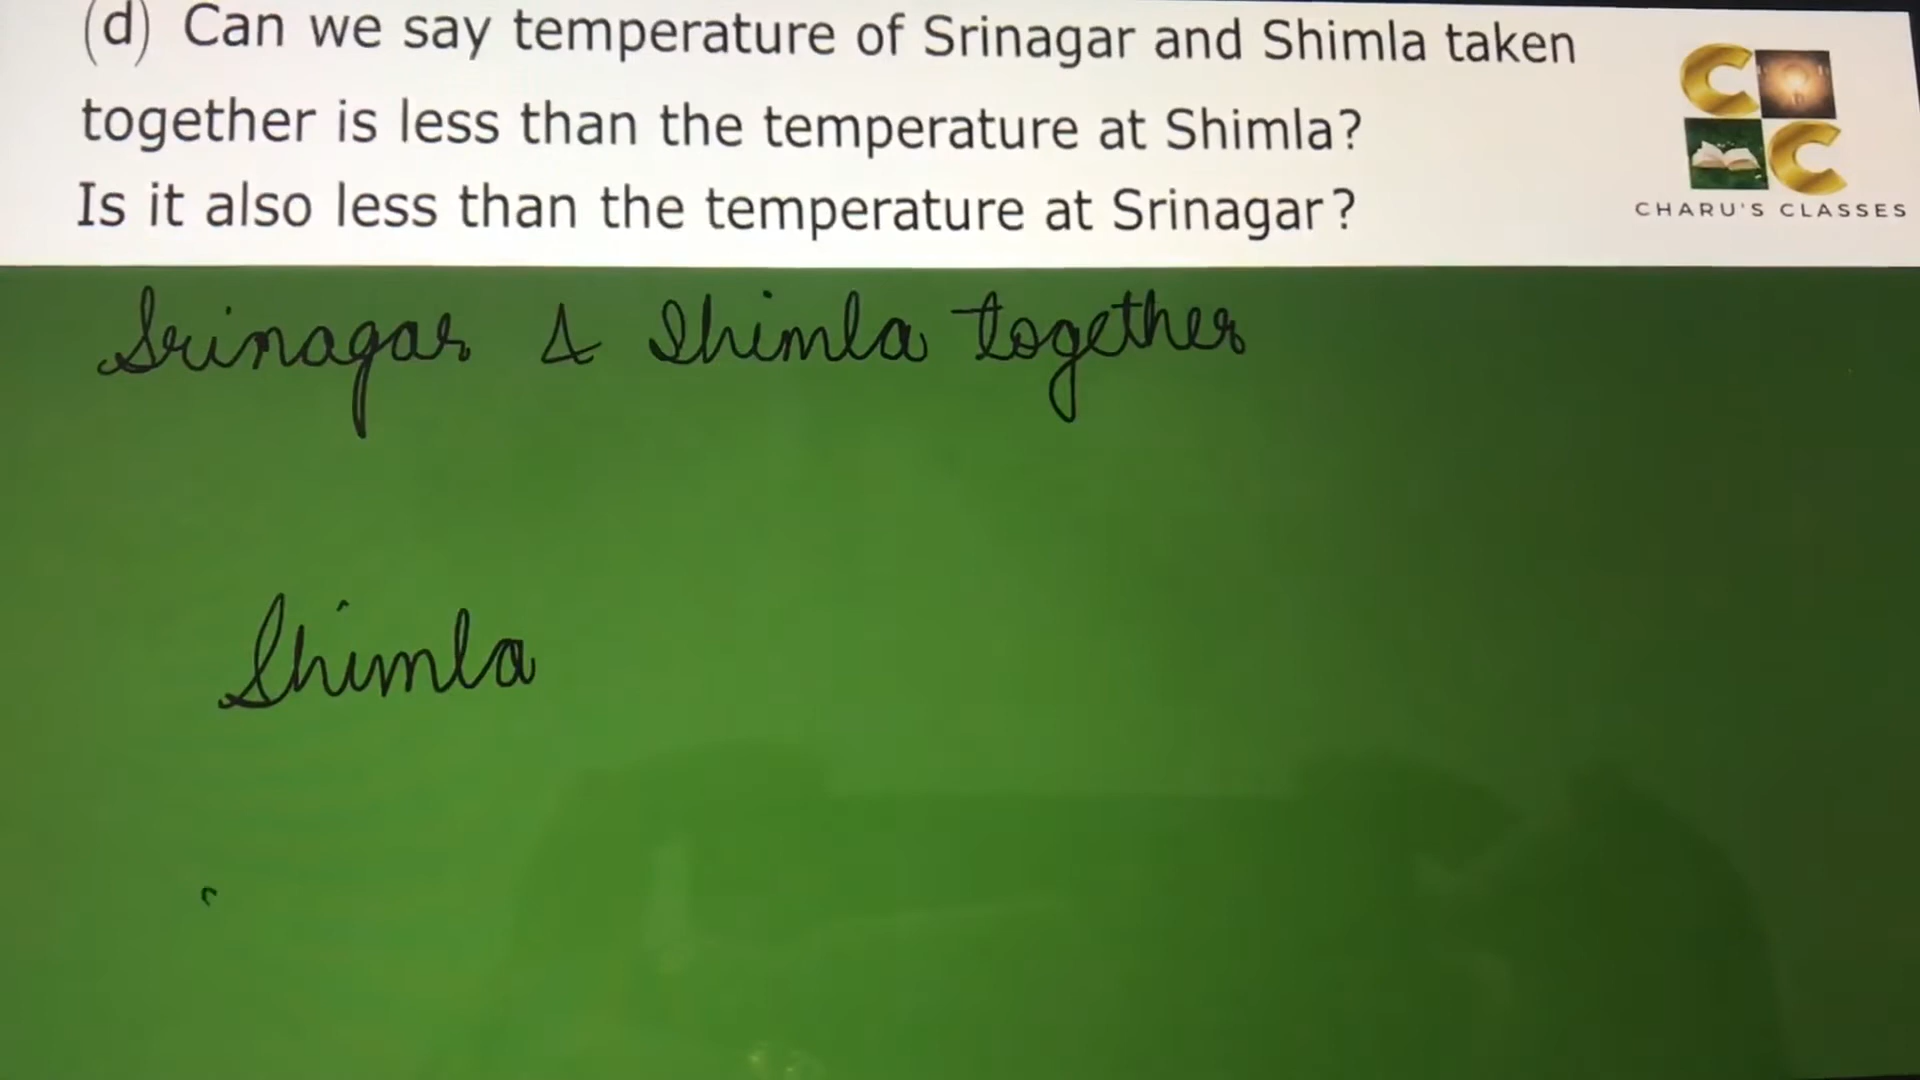 (d) Can we say temperature of Srinagar and Shimla taken
together is less than the temperature at Shimla?
Is it also less than the temperature at Srinagar?
CHARU'S CLASSES
Srinagar & Shimla together
Shimla